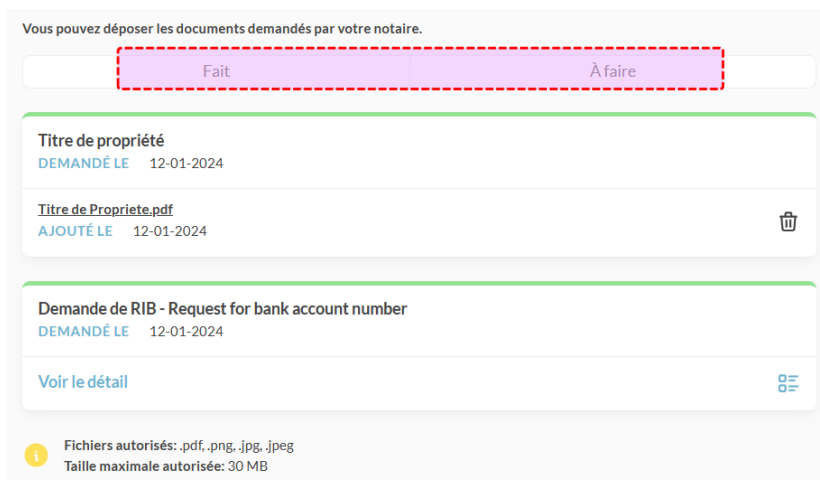 Vous pouvez déposer les documents demandés par votre notaire.
Fait À faire
Titre de propriété
DEMANDÉ LE 12-01-2024
Titre de Propriete.pdf
AJOUTÉ LE 12-01-2024
Demande de RIB - Request for bank account number
DEMANDÉ LE 12-01-2024
Voir le détail
Fichiers autorisés: .pdf, .png, .jpg, .jpeg
Taille maximale autorisée: 30 MB